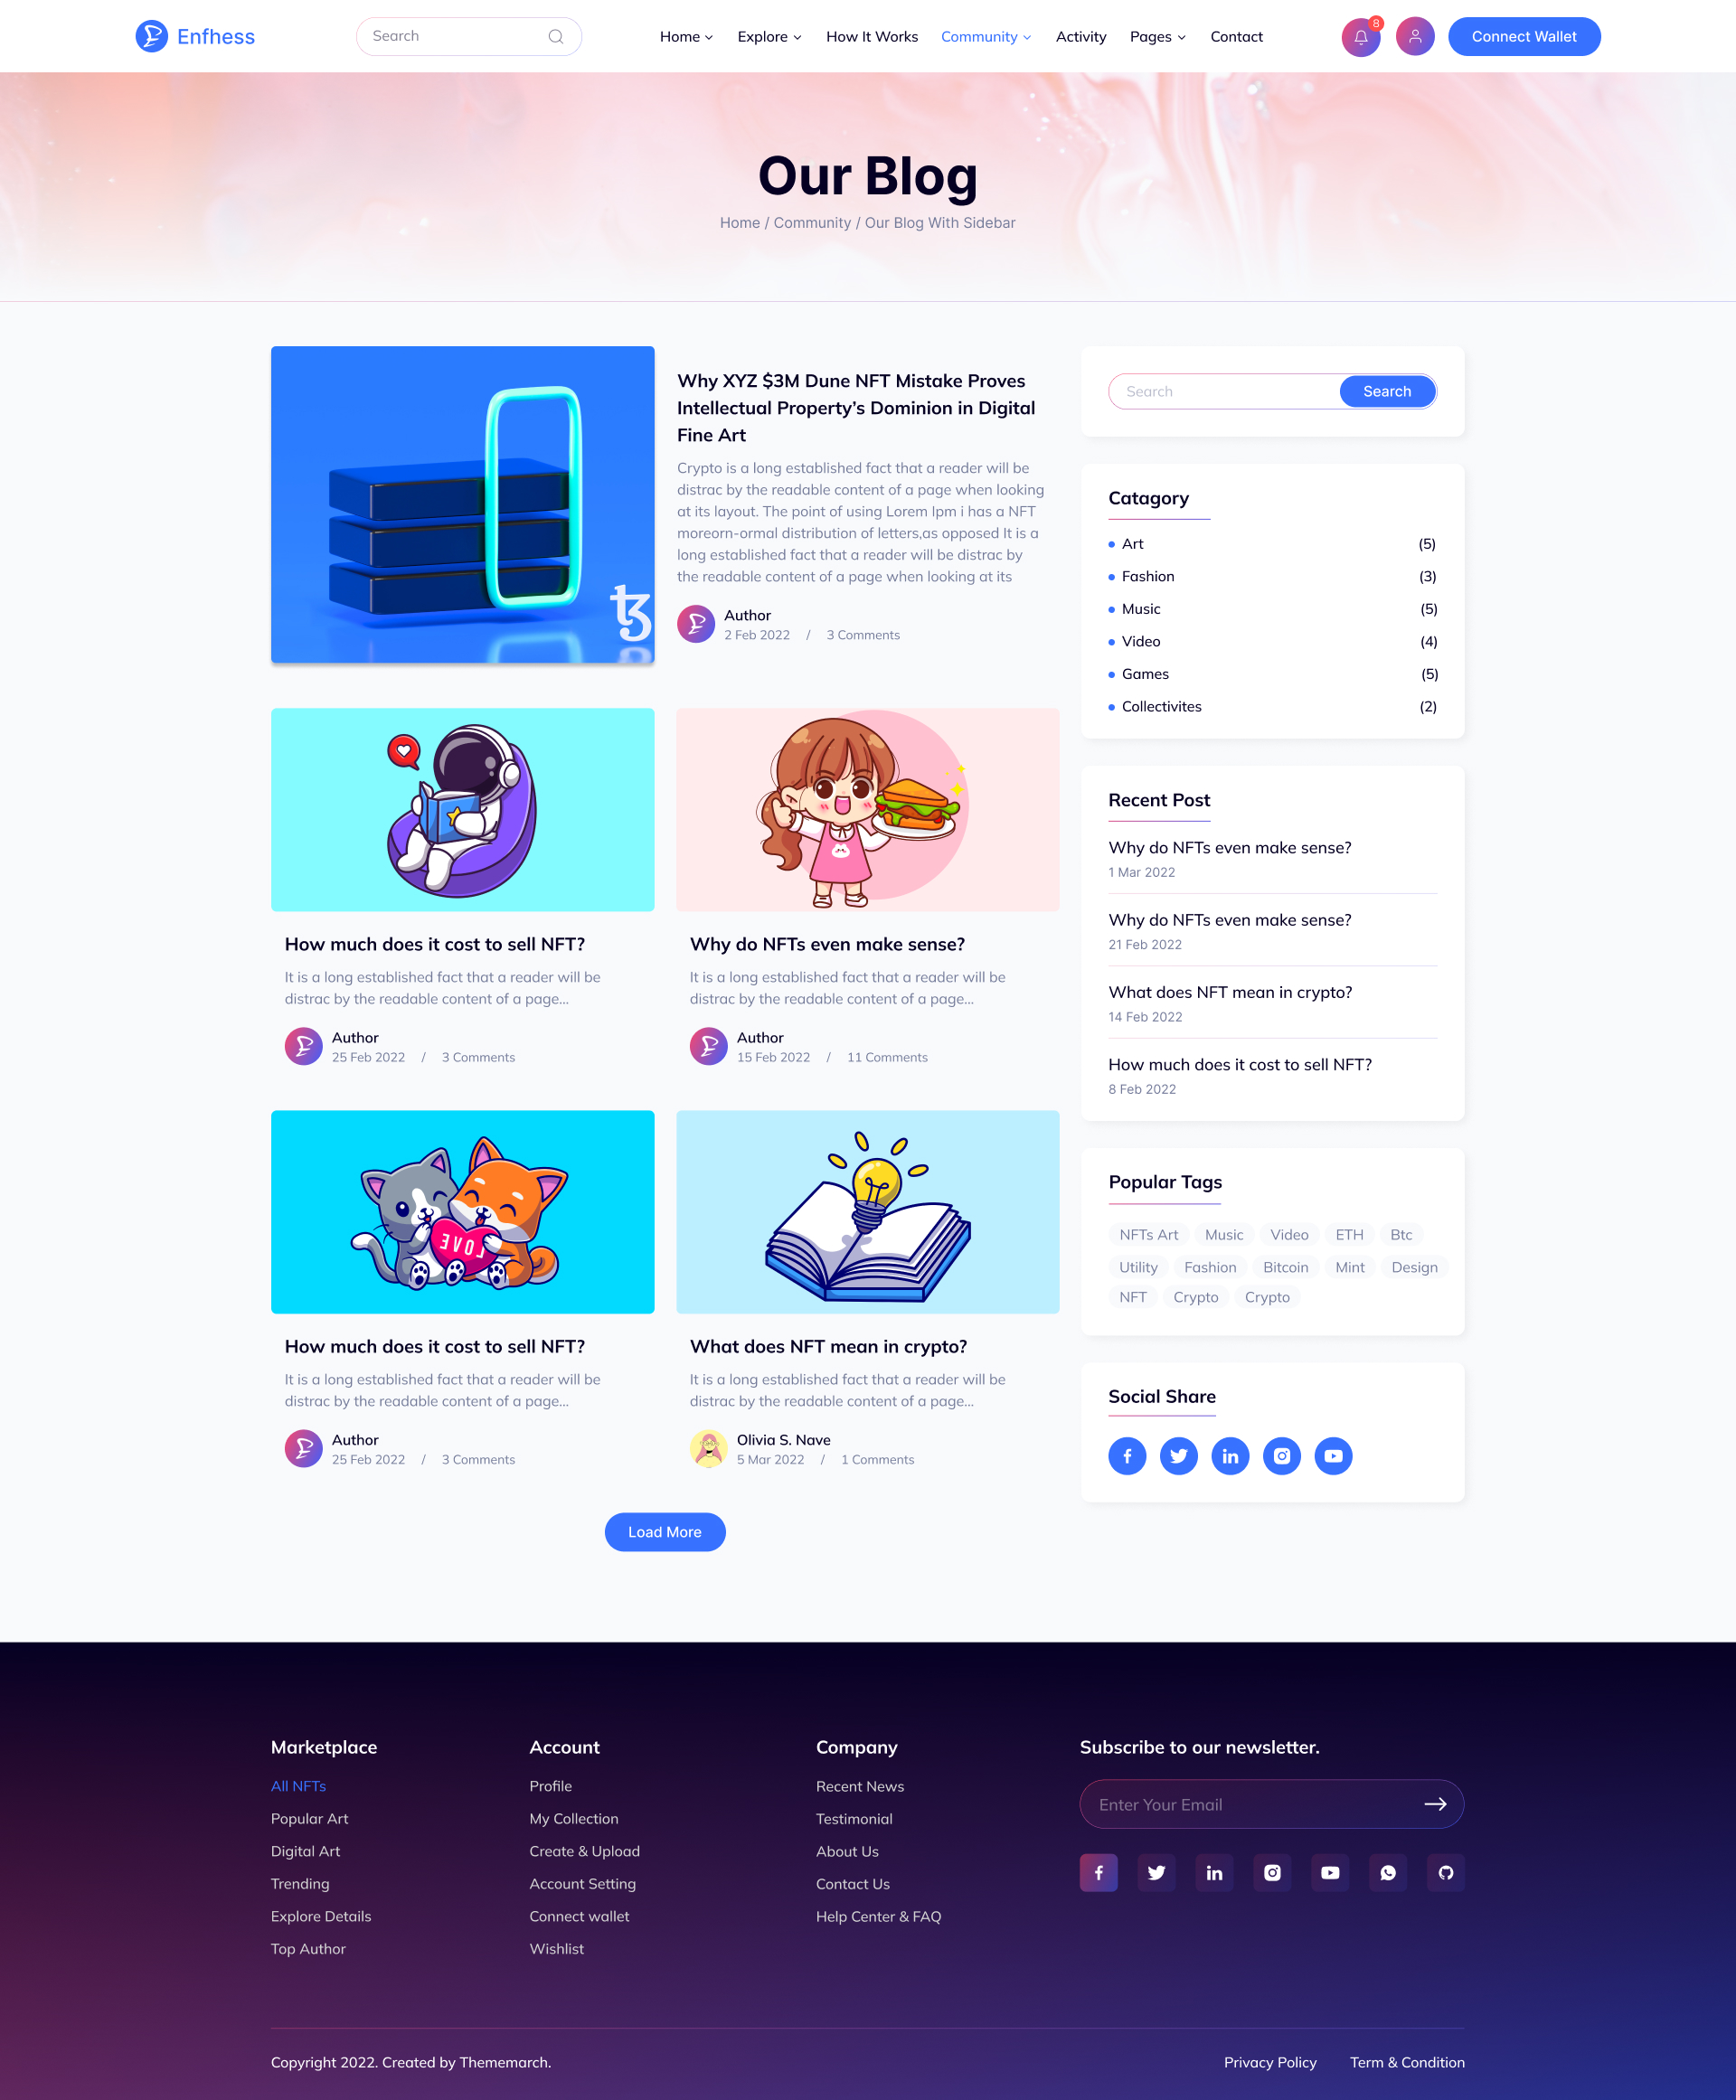 Enfhess
Search
Home
Explore
How It Works
Community
Activity
Pages
Contact
8
Connect Wallet
Our Blog
Home / Community / Our Blog With Sidebar
Why XYZ $3M Dune NFT Mistake Proves
Intellectual Property’s Dominion in Digital
Fine Art
Crypto is a long established fact that a reader will be
distrac by the readable content of a page when looking
at its layout. The point of using Lorem Ipm i has a NFT
moreorn-ormal distribution of letters,as opposed It is a
long established fact that a reader will be distrac by
the readable content of a page when looking at its
Author
2 Feb 2022 / 3 Comments
How much does it cost to sell NFT?
It is a long established fact that a reader will be
distrac by the readable content of a page...
Author
25 Feb 2022 / 3 Comments
Why do NFTs even make sense?
It is a long established fact that a reader will be
distrac by the readable content of a page...
Author
15 Feb 2022 / 11 Comments
LOVE
How much does it cost to sell NFT?
It is a long established fact that a reader will be
distrac by the readable content of a page...
Author
25 Feb 2022 / 3 Comments
What does NFT mean in crypto?
It is a long established fact that a reader will be
distrac by the readable content of a page...
Olivia S. Nave
5 Mar 2022 / 1 Comments
Load More
Search
Search
Catagory
Art (5)
Fashion (3)
Music (5)
Video (4)
Games (5)
Collectivites (2)
Recent Post
Why do NFTs even make sense?
1 Mar 2022
Why do NFTs even make sense?
21 Feb 2022
What does NFT mean in crypto?
14 Feb 2022
How much does it cost to sell NFT?
8 Feb 2022
Popular Tags
NFTs Art Music Video ETH Btc
Utility Fashion Bitcoin Mint Design
NFT Crypto Crypto
Social Share
Marketplace
All NFTs
Popular Art
Digital Art
Trending
Explore Details
Top Author
Account
Profile
My Collection
Create & Upload
Account Setting
Connect wallet
Wishlist
Company
Recent News
Testimonial
About Us
Contact Us
Help Center & FAQ
Subscribe to our newsletter.
Enter Your Email
Copyright 2022. Created by Thememarch.
Privacy Policy
Term & Condition